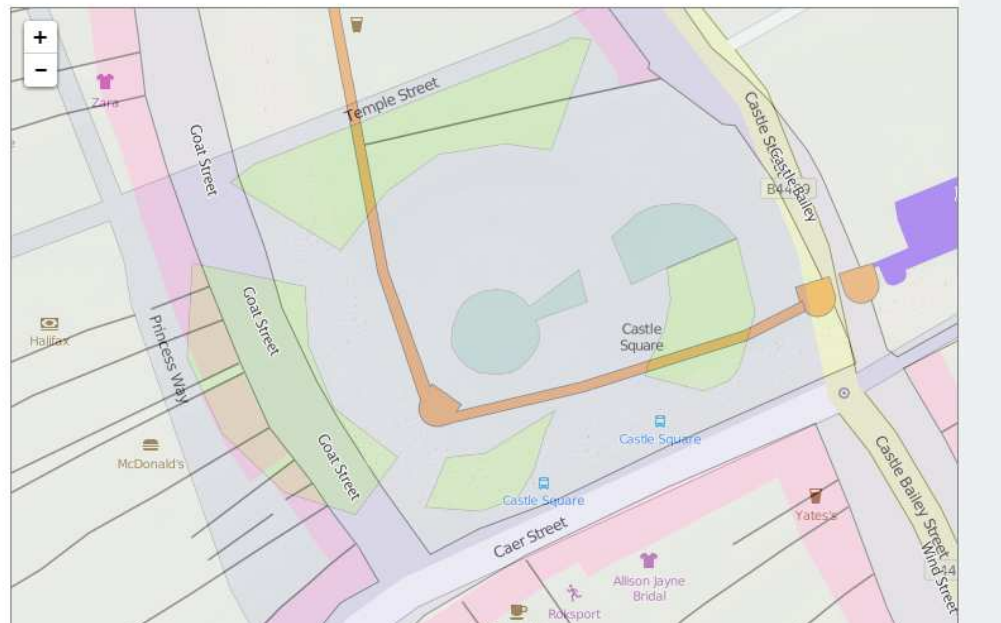 +
−
Zara
Temple Street
Goat Street
Castle St
Castle Bailey
Goat Street
Halifax
Princess Way
Castle
Square
McDonald's
Goat Street
Castle Square
Castle Square
Caer Street
Yates's
Castle Bailey Street
Wind Street
Allison Jayne
Bridal
Roksport